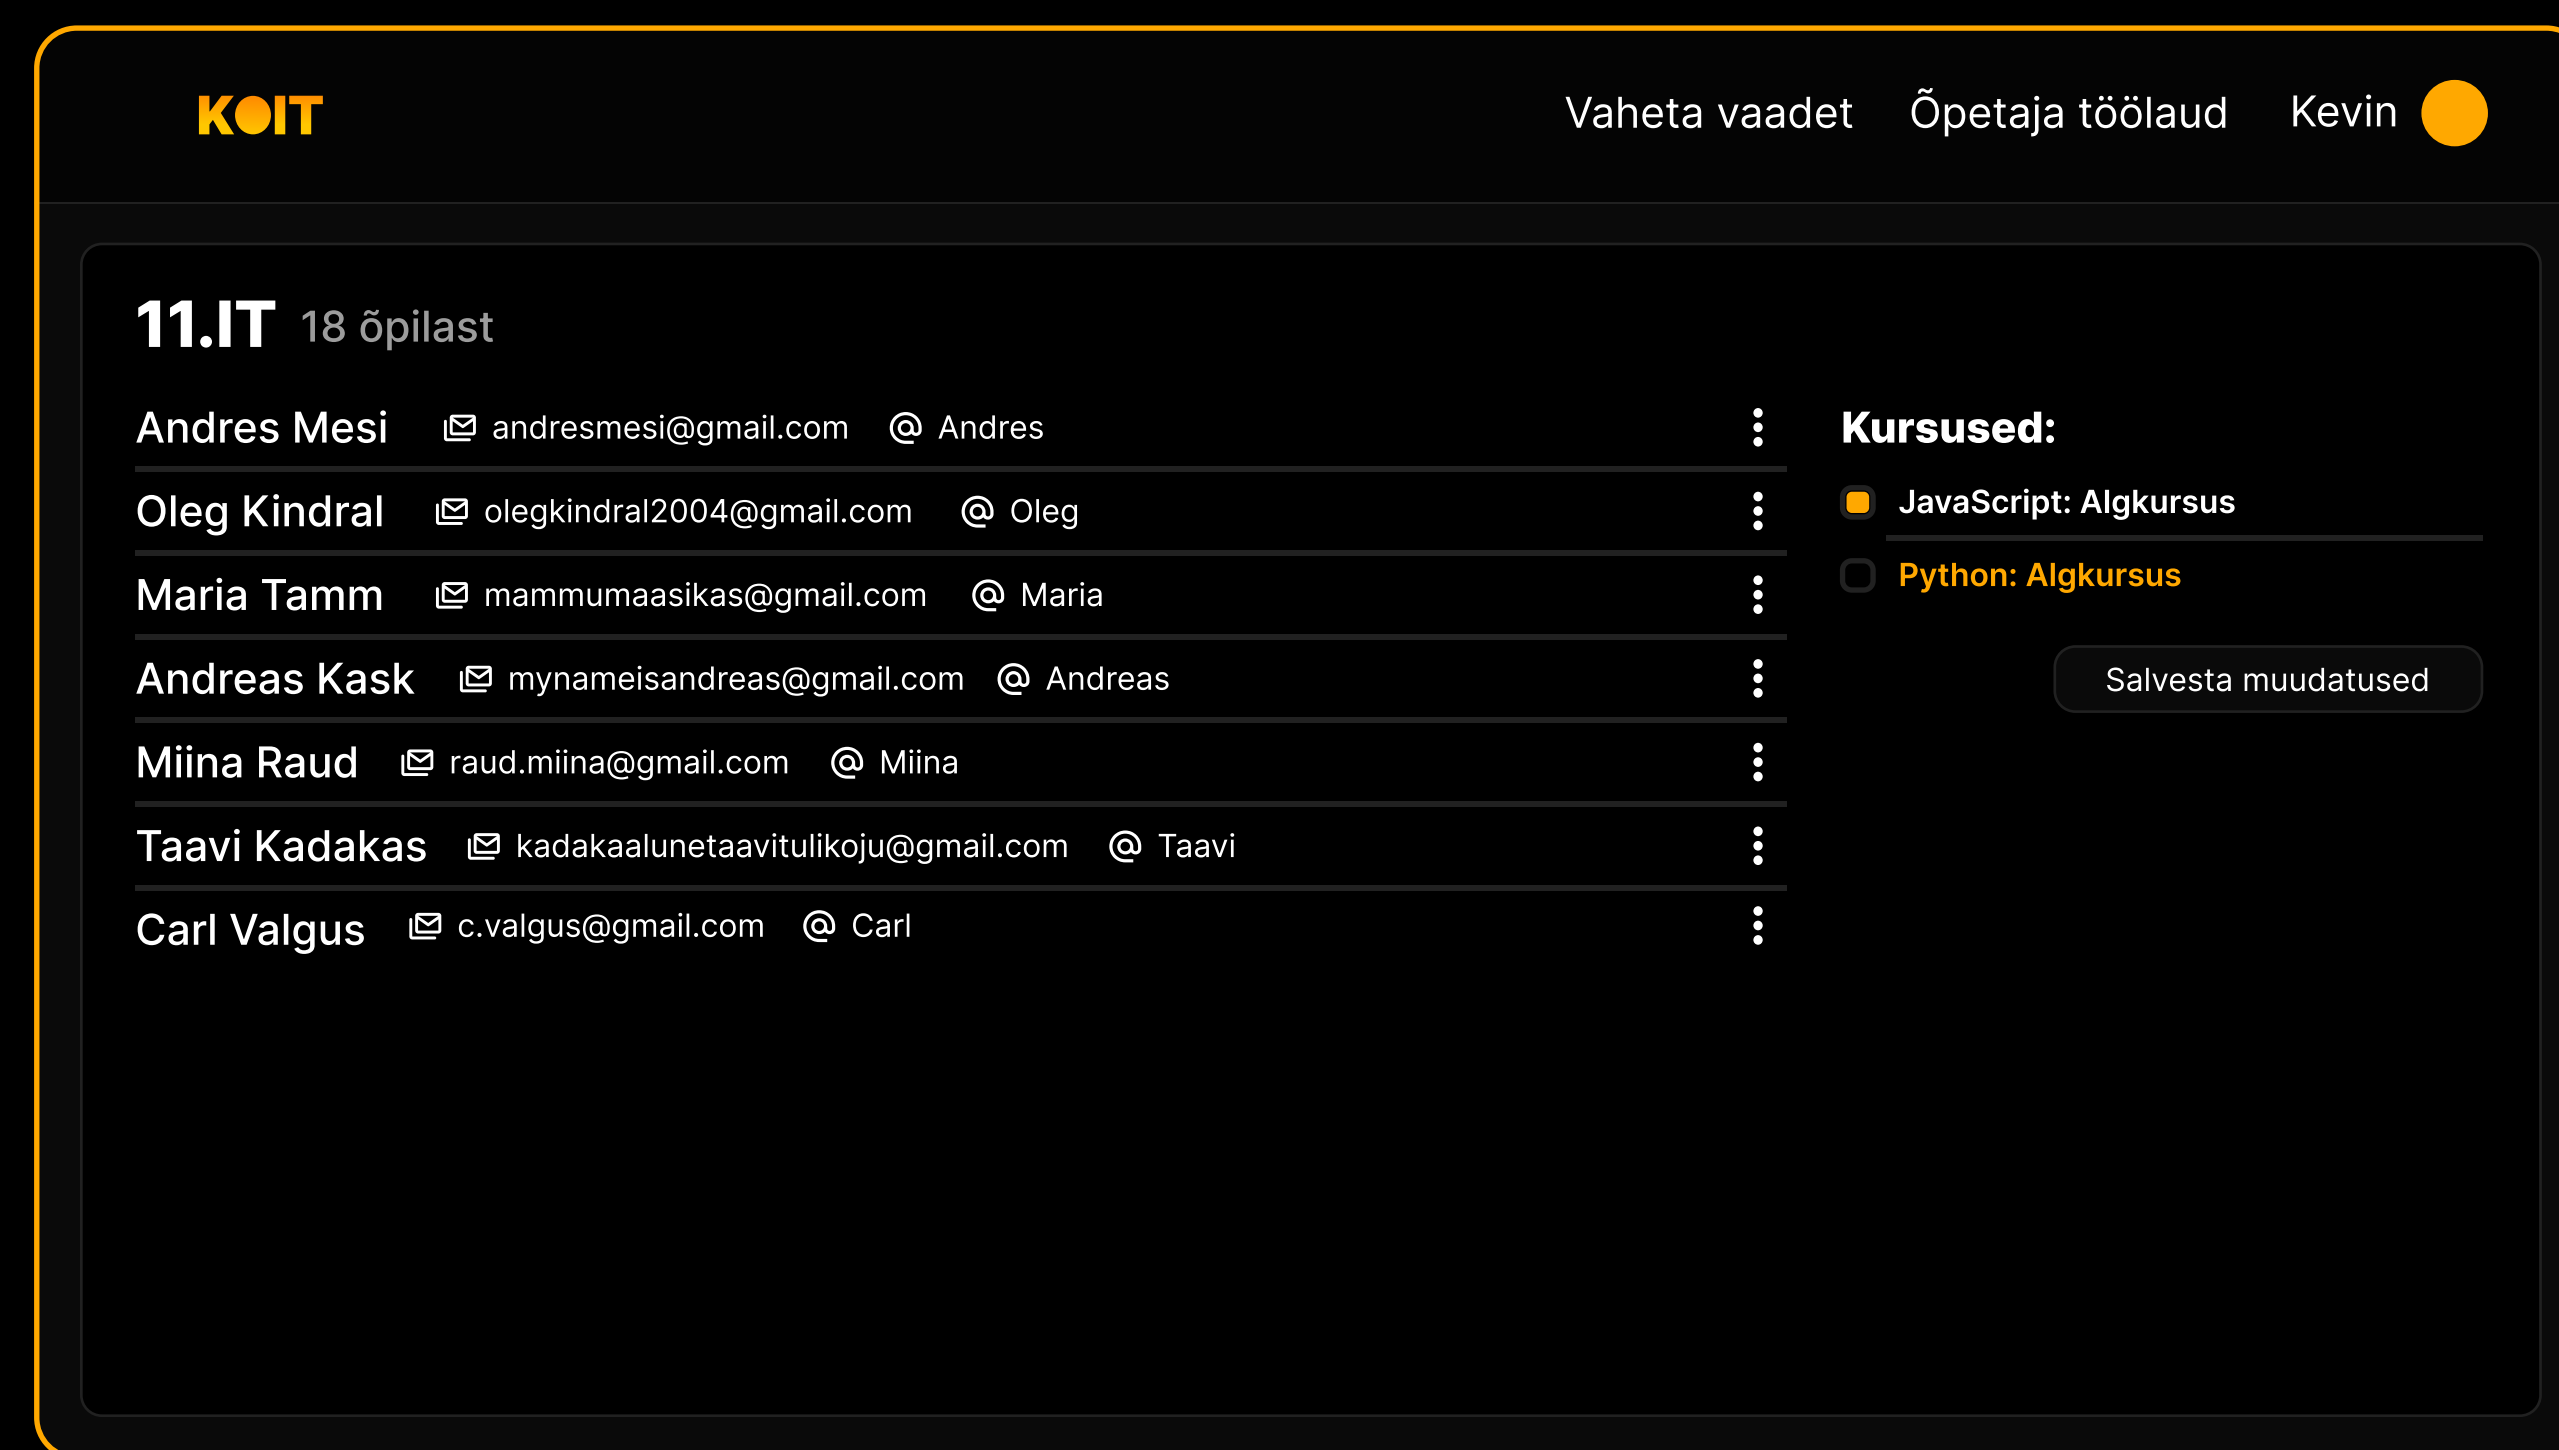 KOIT
Vaheta vaadet Õpetaja töölaud Kevin
11.IT 18 õpilast
Andres Mesi andresmesi@gmail.com @ Andres
Oleg Kindral olegkindral2004@gmail.com @ Oleg
Maria Tamm mammumaasikas@gmail.com @ Maria
Andreas Kask mynameisandreas@gmail.com @ Andreas
Miina Raud raud.miina@gmail.com @ Miina
Taavi Kadakas kadakaalunetaavitulikoju@gmail.com @ Taavi
Carl Valgus c.valgus@gmail.com @ Carl
Kursused:
JavaScript: Algkursus
Python: Algkursus
Salvesta muudatused